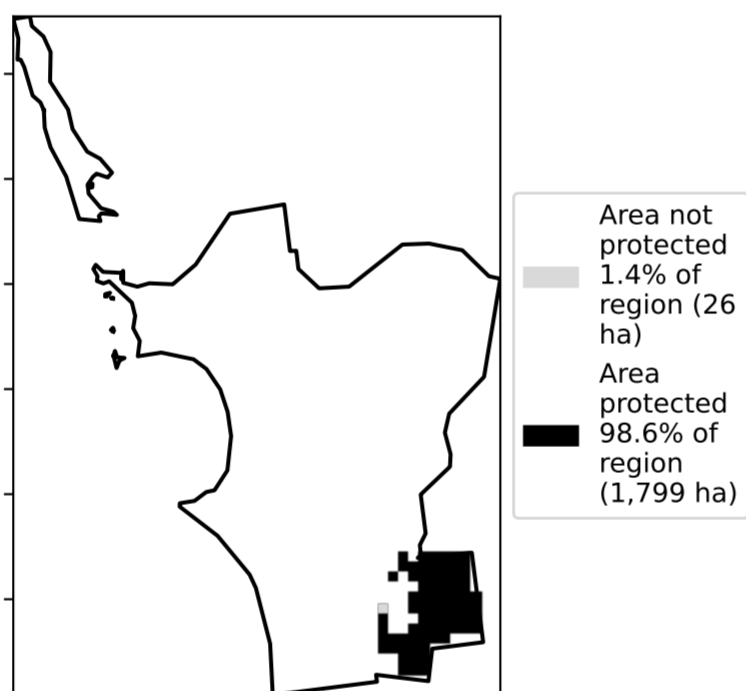 Area not
protected
1.4% of
region (26
ha)
Area
protected
98.6% of
region
(1,799 ha)